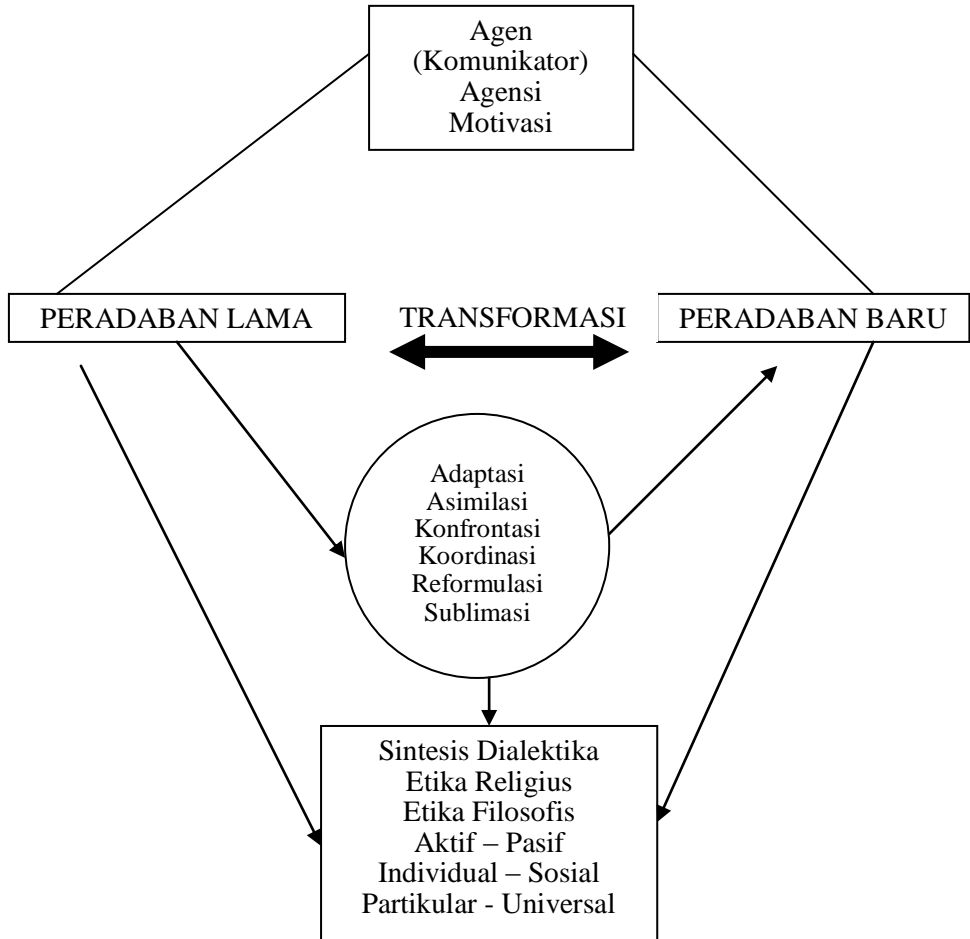 Agen
(Komunikator)
Agensi
Motivasi
PERADABAN LAMA
TRANSFORMASI
PERADABAN BARU
Adaptasi
Asimilasi
Konfrontasi
Koordinasi
Reformulasi
Sublimasi
Sintesis Dialektika
Etika Religius
Etika Filosofis
Aktif – Pasif
Individual – Sosial
Partikular - Universal